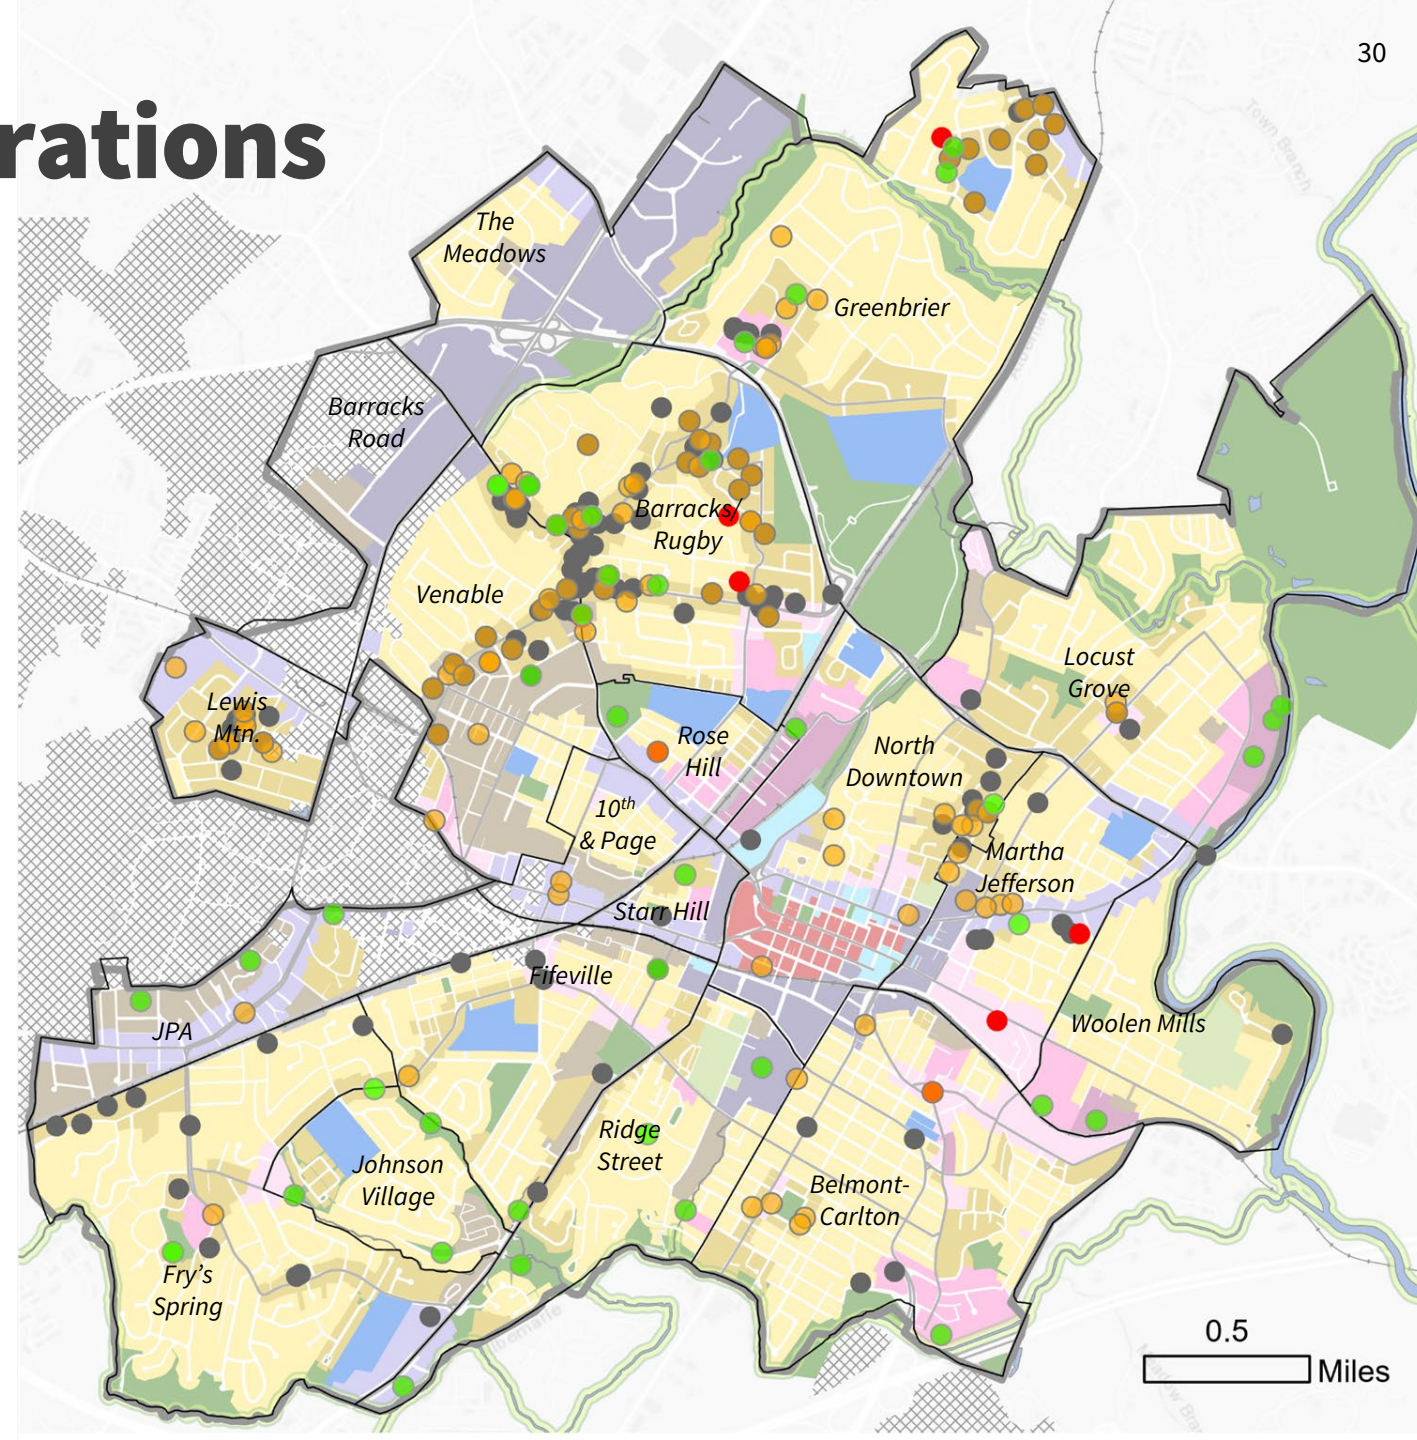 30
rations
Town Branch
The
Meadows
Greenbrier
Barracks
Road
Barracks/
Rugby
Venable
Locust
Grove
Lewis
Mtn.
Rose
Hill
North
Downtown
10th
& Page
Martha
Jefferson
Starr Hill
Fifeville
JPA
Woolen Mills
Ridge
Street
Johnson
Village
Belmont-
Carlton
Fry's
Spring
0.5
Miles